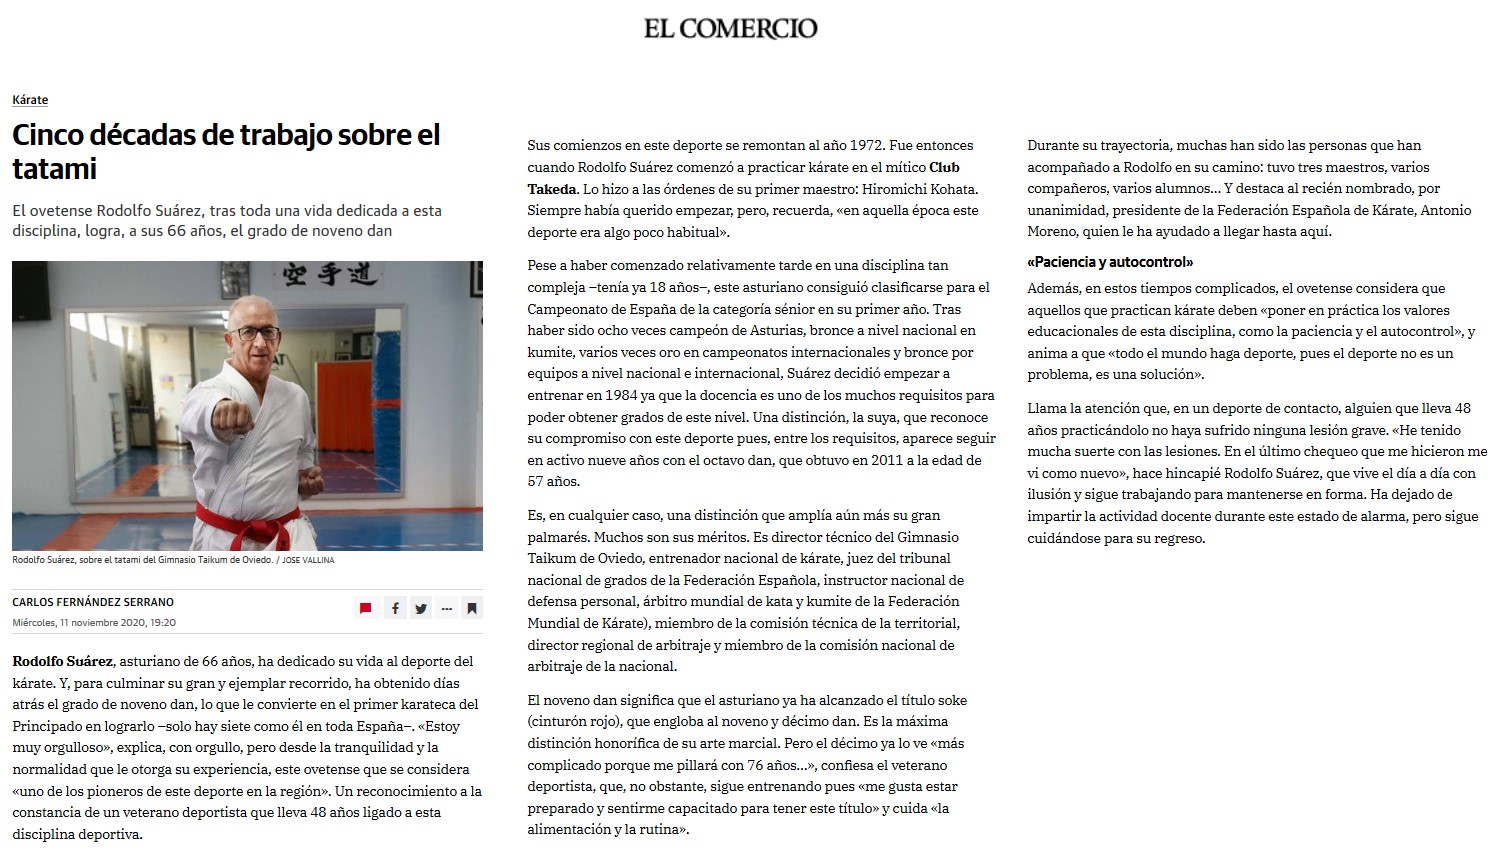 EL COMERCIO
Kárate
Cinco décadas de trabajo sobre el
tatami
El ovetense Rodolfo Suárez, tras toda una vida dedicada a esta
disciplina, logra, a sus 66 años, el grado de noveno dan
空手道
Rodolfo Suárez, sobre el tatami del Gimnasio Taikum de Oviedo. / JOSE VALLINA
CARLOS FERNÁNDEZ SERRANO
Miércoles, 11 noviembre 2020, 19:20
Rodolfo Suárez, asturiano de 66 años, ha dedicado su vida al deporte del
kárate. Y, para culminar su gran y ejemplar recorrido, ha obtenido días
atrás el grado de noveno dan, lo que le convierte en el primer karateca del
Principado en lograrlo –solo hay siete como él en toda España–. «Estoy
muy orgulloso», explica, con orgullo, pero desde la tranquilidad y la
normalidad que le otorga su experiencia, este ovetense que se considera
«uno de los pioneros de este deporte en la región». Un reconocimiento a la
constancia de un veterano deportista que lleva 48 años ligado a esta
disciplina deportiva.
Sus comienzos en este deporte se remontan al año 1972. Fue entonces
cuando Rodolfo Suárez comenzó a practicar kárate en el mítico Club
Takeda. Lo hizo a las órdenes de su primer maestro: Hiromichi Kohata.
Siempre había querido empezar, pero, recuerda, «en aquella época este
deporte era algo poco habitual».
Pese a haber comenzado relativamente tarde en una disciplina tan
compleja –tenía ya 18 años–, este asturiano consiguió clasificarse para el
Campeonato de España de la categoría sénior en su primer año. Tras
haber sido ocho veces campeón de Asturias, bronce a nivel nacional en
kumite, varios veces oro en campeonatos internacionales y bronce por
equipos a nivel nacional e internacional, Suárez decidió empezar a
entrenar en 1984 ya que la docencia es uno de los muchos requisitos para
poder obtener grados de este nivel. Una distinción, la suya, que reconoce
su compromiso con este deporte pues, entre los requisitos, aparece seguir
en activo nueve años con el octavo dan, que obtuvo en 2011 a la edad de
57 años.
Es, en cualquier caso, una distinción que amplía aún más su gran
palmarés. Muchos son sus méritos. Es director técnico del Gimnasio
Taikum de Oviedo, entrenador nacional de kárate, juez del tribunal
nacional de grados de la Federación Española, instructor nacional de
defensa personal, árbitro mundial de kata y kumite de la Federación
Mundial de Kárate), miembro de la comisión técnica de la territorial,
director regional de arbitraje y miembro de la comisión nacional de
arbitraje de la nacional.
El noveno dan significa que el asturiano ya ha alcanzado el título soke
(cinturón rojo), que engloba al noveno y décimo dan. Es la máxima
distinción honorífica de su arte marcial. Pero el décimo ya lo ve «más
complicado porque me pillará con 76 años...», confiesa el veterano
deportista, que, no obstante, sigue entrenando pues «me gusta estar
preparado y sentirme capacitado para tener este título» y cuida «la
alimentación y la rutina».
Durante su trayectoria, muchas han sido las personas que han
acompañado a Rodolfo en su camino: tuvo tres maestros, varios
compañeros, varios alumnos... Y destaca al recién nombrado, por
unanimidad, presidente de la Federación Española de Kárate, Antonio
Moreno, quien le ha ayudado a llegar hasta aquí.
«Paciencia y autocontrol»
Además, en estos tiempos complicados, el ovetense considera que
aquellos que practican kárate deben «poner en práctica los valores
educacionales de esta disciplina, como la paciencia y el autocontrol», y
anima a que «todo el mundo haga deporte, pues el deporte no es un
problema, es una solución».
Llama la atención que, en un deporte de contacto, alguien que lleva 48
años practicándolo no haya sufrido ninguna lesión grave. «He tenido
mucha suerte con las lesiones. En el último chequeo que me hicieron me
vi como nuevo», hace hincapié Rodolfo Suárez, que vive el día a día con
ilusión y sigue trabajando para mantenerse en forma. Ha dejado de
impartir la actividad docente durante este estado de alarma, pero sigue
cuidándose para su regreso.